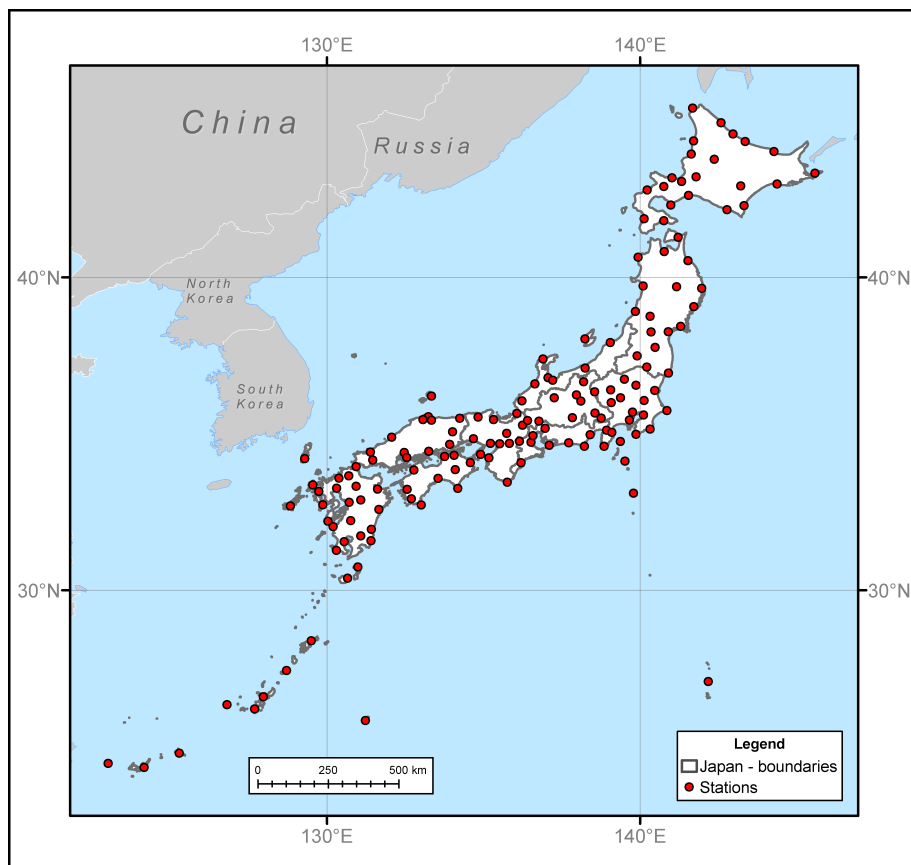 130°E 140°E
China
Russia
40°N 40°N
North
Korea
South
Korea
30°N 30°N
Legend
Japan - boundaries
Stations
0 250 500 km
130°E 140°E